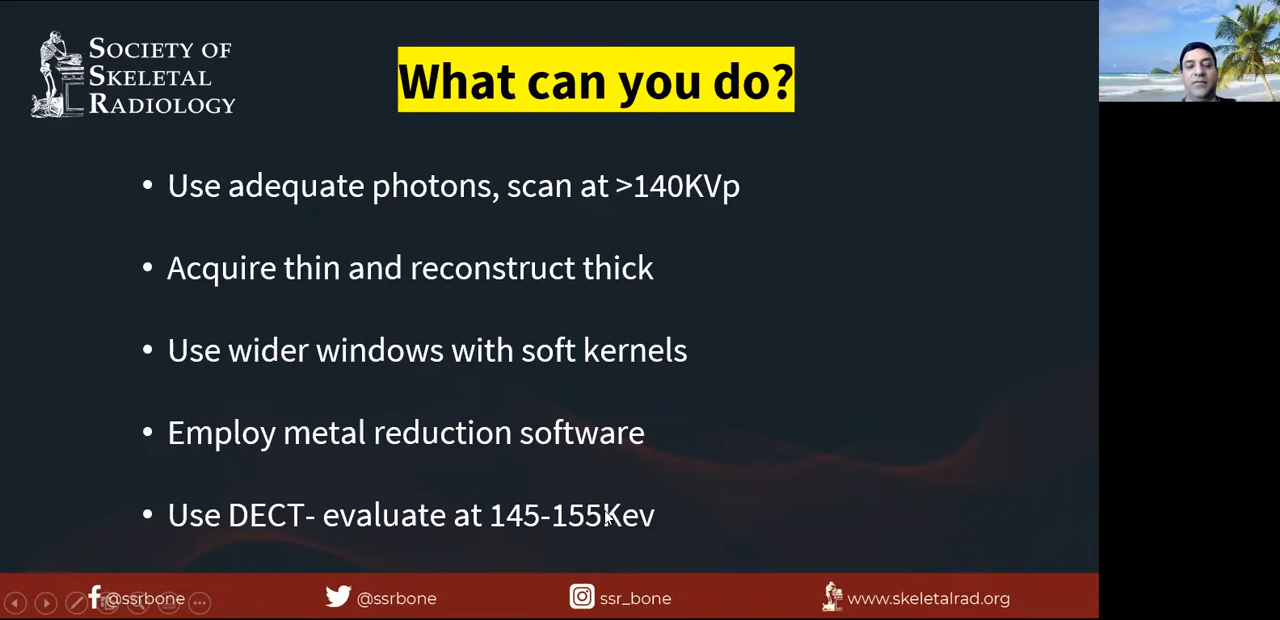 SOCIETY OF
SKELETAL
RADIOLOGY
What can you do?
• Use adequate photons, scan at >140KVp
• Acquire thin and reconstruct thick
• Use wider windows with soft kernels
• Employ metal reduction software
• Use DECT- evaluate at 145-155Kev
@ssrbone
@ssrbone
ssr_bone
www.skeletalrad.org